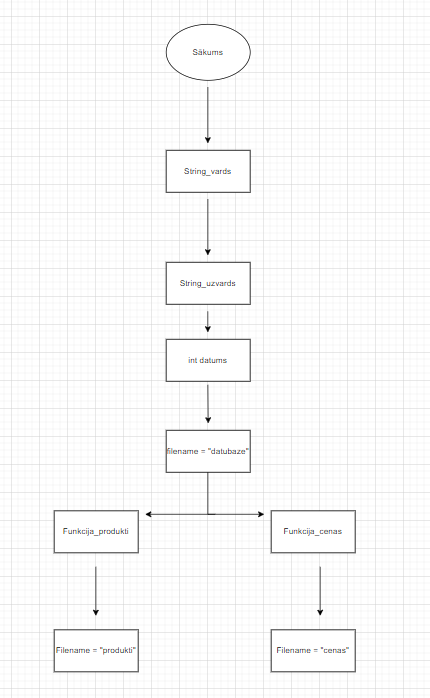 Sākums
String_vards
String_uzvards
int datums
filename = "datubaze"
Funkcija_produkti
Funkcija_cenas
Filename = "produkti"
Filename = "cenas"